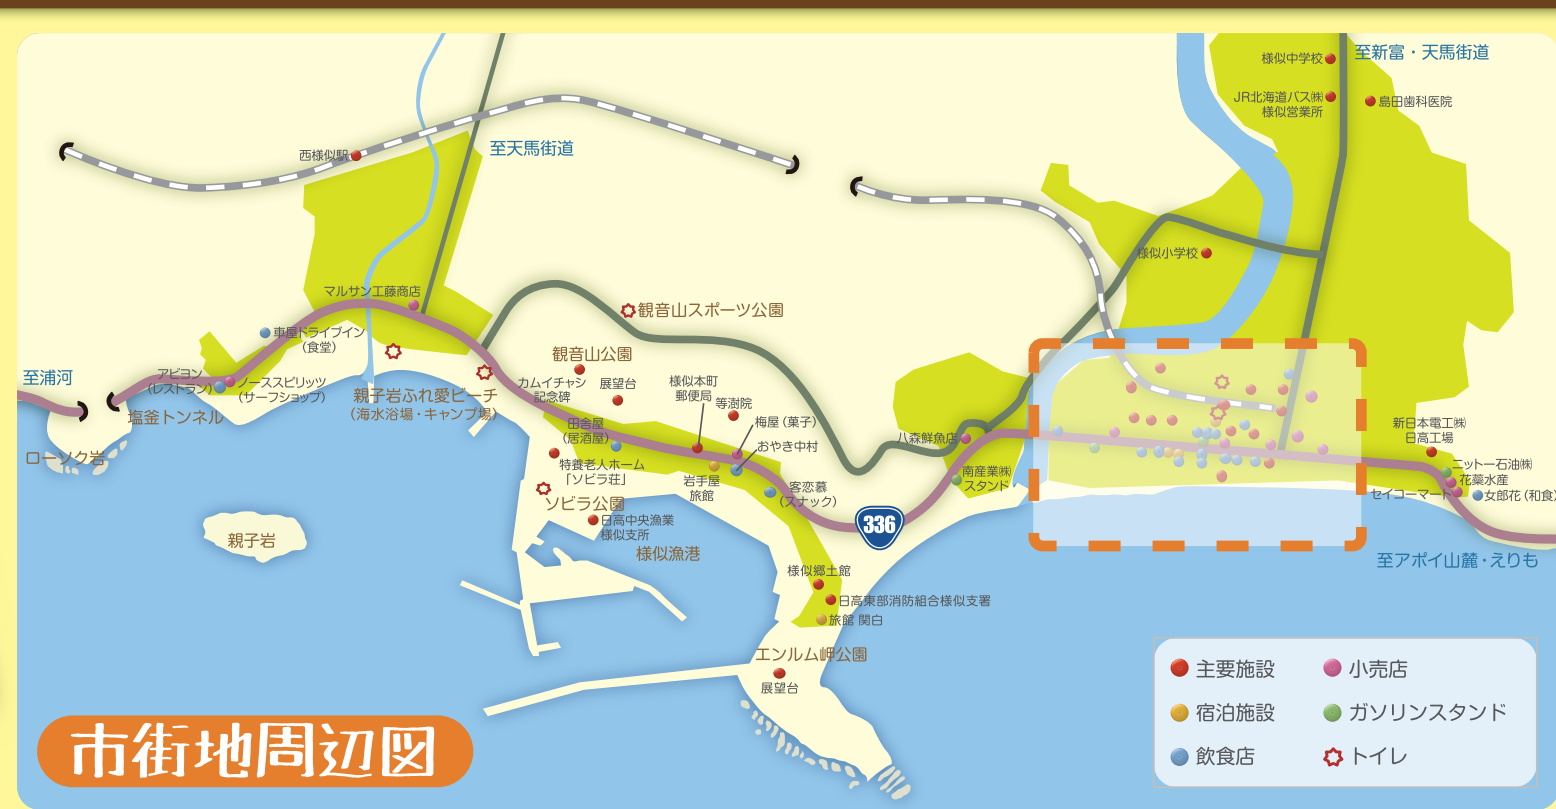 至新富・天馬街道
様似中学校
JR北海道バス㈱
様似営業所
島田歯科医院
西様似駅
至天馬街道
様似小学校
マルサン工藤商店
車屋ドライブイン
(食堂)
観音山スポーツ公園
観音山公園
至浦河
アビヨン
(レストラン)
ノーススピリッツ
(サーフショップ)
塩釜トンネル
ローソク岩
親子岩ふれ愛ビーチ
(海水浴場・キャンプ場)
カムイチャシ
記念碑
展望台
様似本町
郵便局
等澍院
梅屋(菓子)
おやき中村
田舎屋
(居酒屋)
特養老人ホーム
「ソビラ荘」
岩手屋
旅館
客恋慕
(スナック)
ソビラ公園
日高中央漁業
様似支所
様似漁港
親子岩
八森鮮魚店
南産業㈱
スタンド
336
新日本電工㈱
日高工場
ニットー石油㈱
花蘂水産
セイコーマート
女郎花(和食)
至アポイ山麓・えりも
様似郷土館
日高東部消防組合様似支署
旅館 関白
エンルム岬公園
展望台
市街地周辺図
主要施設
小売店
宿泊施設
ガソリンスタンド
飲食店
トイレ